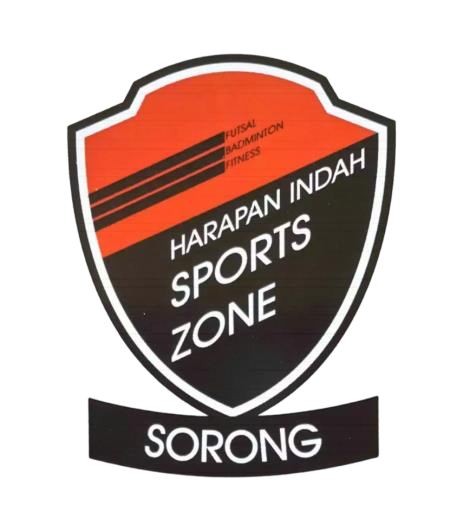 FUTSAL
BADMINTON
FITNESS
HARAPAN INDAH
SPORTS
ZONE
SORONG